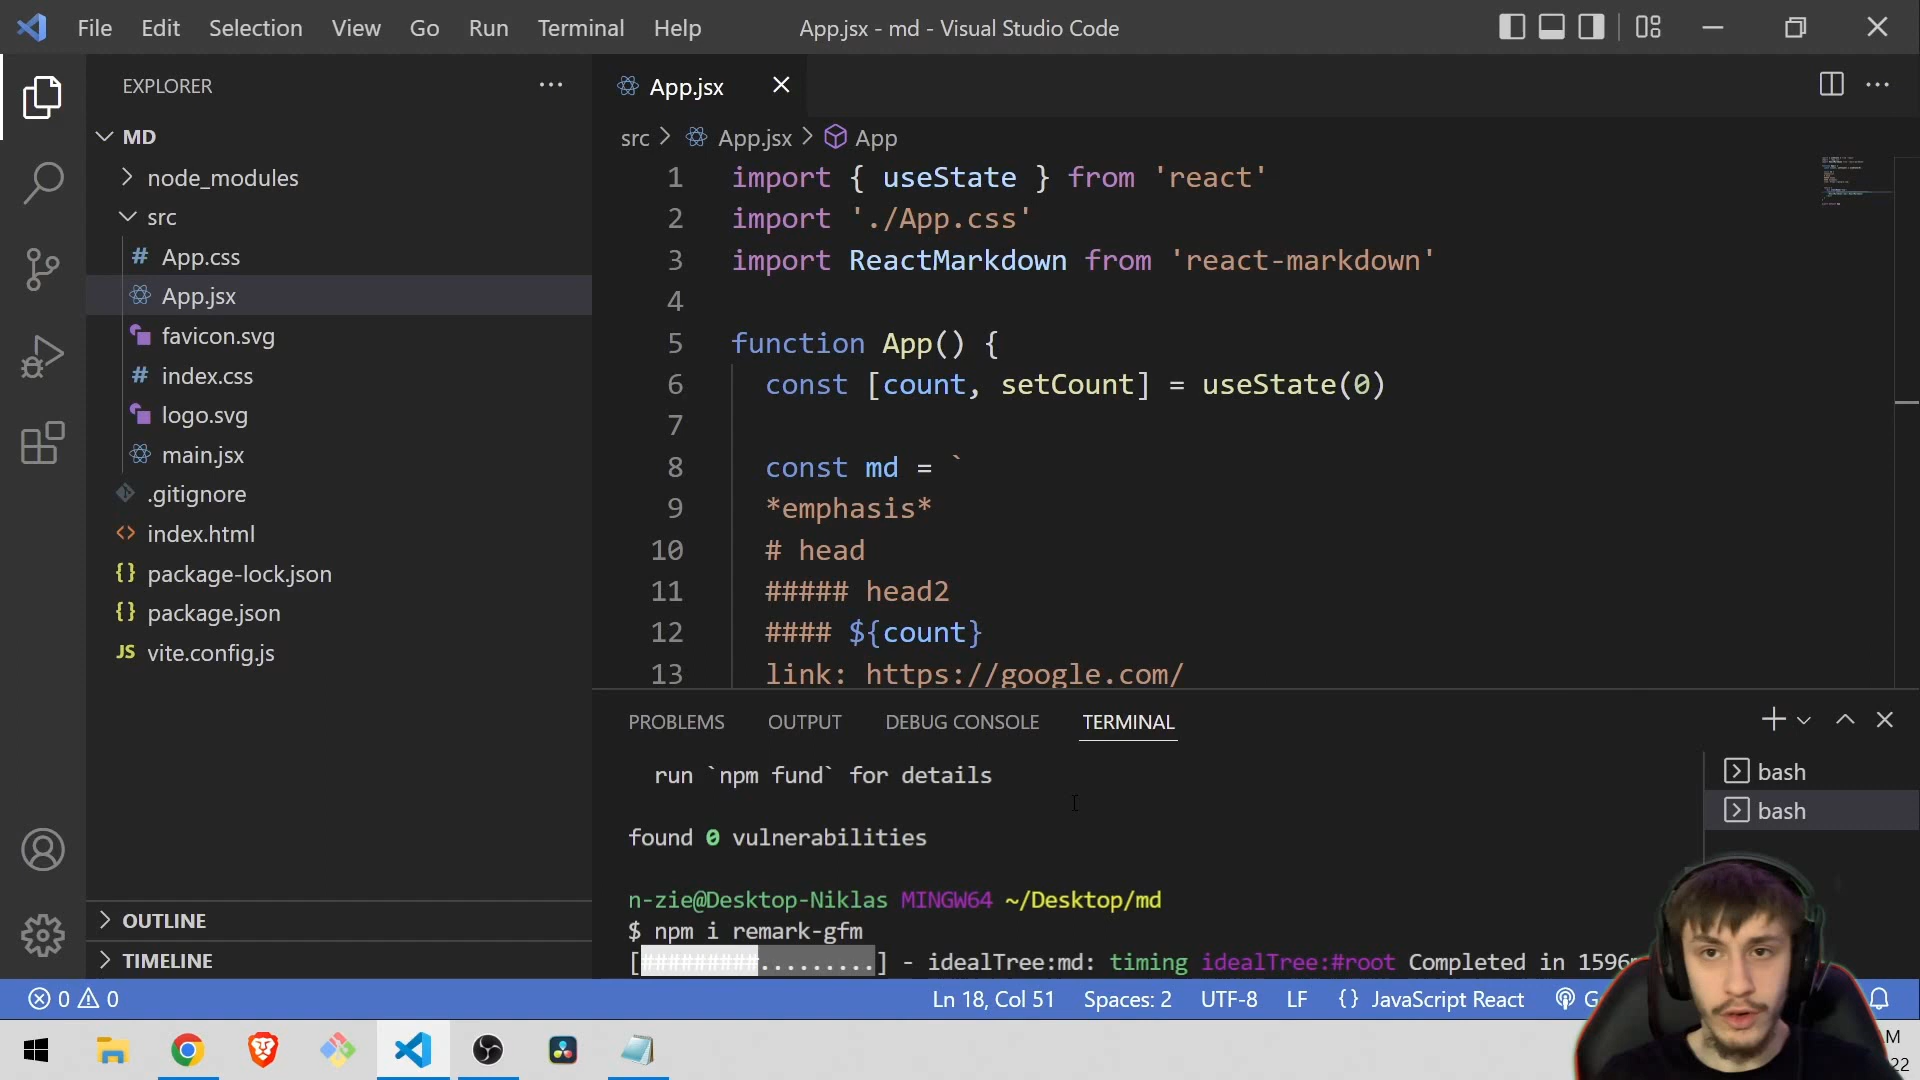 File Edit Selection View Go Run Terminal Help
App.jsx - md - Visual Studio Code
EXPLORER
MD
node_modules
src
App.css
App.jsx
favicon.svg
index.css
logo.svg
main.jsx
.gitignore
index.html
package-lock.json
package.json
vite.config.js
OUTLINE
TIMELINE
App.jsx
src > App.jsx > App
1 import { useState } from 'react'
2 import './App.css'
3 import ReactMarkdown from 'react-markdown'
4
5 function App() {
6 const [count, setCount] = useState(0)
7
8 const md = `
9 *emphasis*
10 # head
11 ##### head2
12 #### ${count}
13 link: https://google.com/
PROBLEMS OUTPUT DEBUG CONSOLE TERMINAL
run `npm fund` for details
found 0 vulnerabilities
n-zie@Desktop-Niklas MINGW64 ~/Desktop/md
$ npm i remark-gfm
[#########.........] - idealTree:md: timing idealTree:#root Completed in 1596m
bash
bash
0 0 Ln 18, Col 51 Spaces: 2 UTF-8 LF {} JavaScript React G
M
22